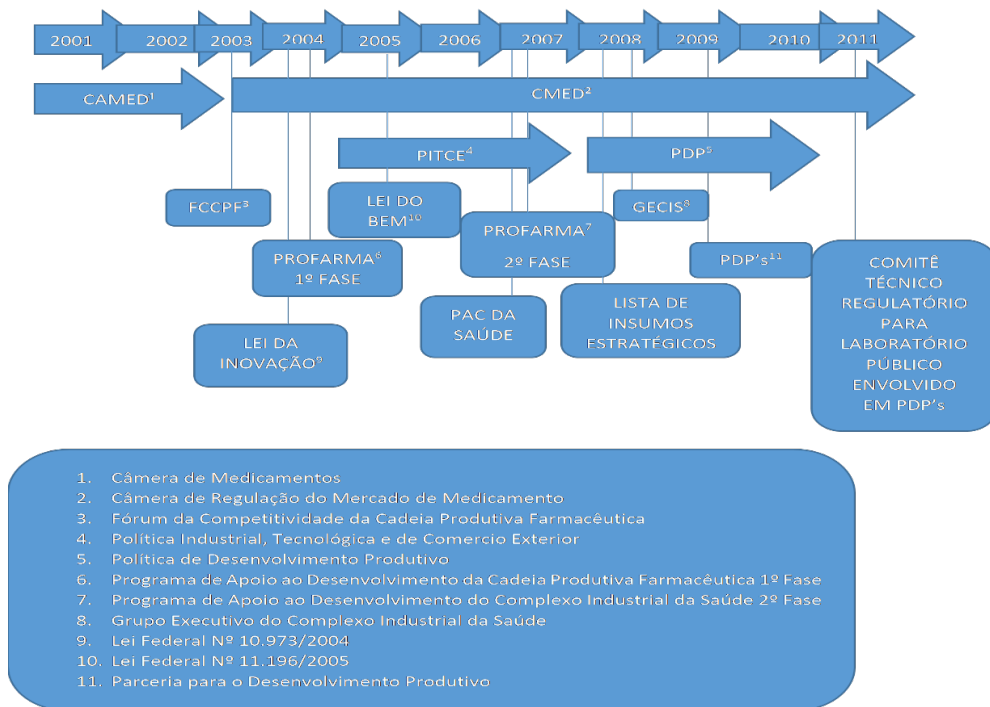 2001 2002 2003 2004 2005 2006 2007 2008 2009 2010 2011
CAMED¹
CMED²
PITCE⁴
PDP⁵
FCCPF³
LEI DO
BEM¹⁰
GECIS⁸
PROFARMA⁶
1º FASE
PROFARMA⁷
2º FASE
PDP's¹¹
LEI DA
INOVAÇÃO⁹
PAC DA
SAÚDE
LISTA DE
INSUMOS
ESTRATÉGICOS
COMITÊ
TÉCNICO
REGULATÓRIO
PARA
LABORATÓRIO
PÚBLICO
ENVOLVIDO
EM PDP's
1. Câmera de Medicamentos
2. Câmera de Regulação do Mercado de Medicamento
3. Fórum da Competitividade da Cadeia Produtiva Farmacêutica
4. Política Industrial, Tecnológica e de Comercio Exterior
5. Política de Desenvolvimento Produtivo
6. Programa de Apoio ao Desenvolvimento da Cadeia Produtiva Farmacêutica 1º Fase
7. Programa de Apoio ao Desenvolvimento do Complexo Industrial da Saúde 2º Fase
8. Grupo Executivo do Complexo Industrial da Saúde
9. Lei Federal Nº 10.973/2004
10. Lei Federal Nº 11.196/2005
11. Parceria para o Desenvolvimento Produtivo